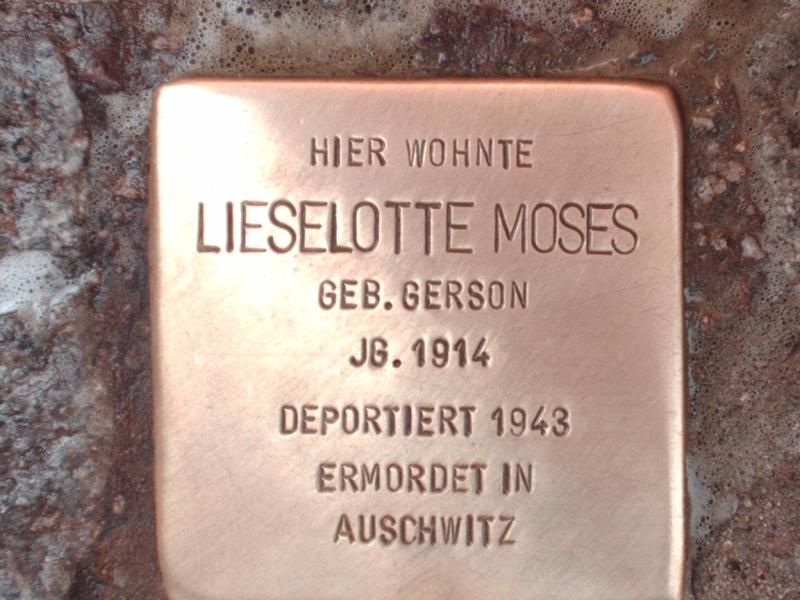 HIER WOHNTE
LIESELOTTE MOSES
GEB. GERSON
JG. 1914
DEPORTIERT 1943
ERMORDET IN
AUSCHWITZ